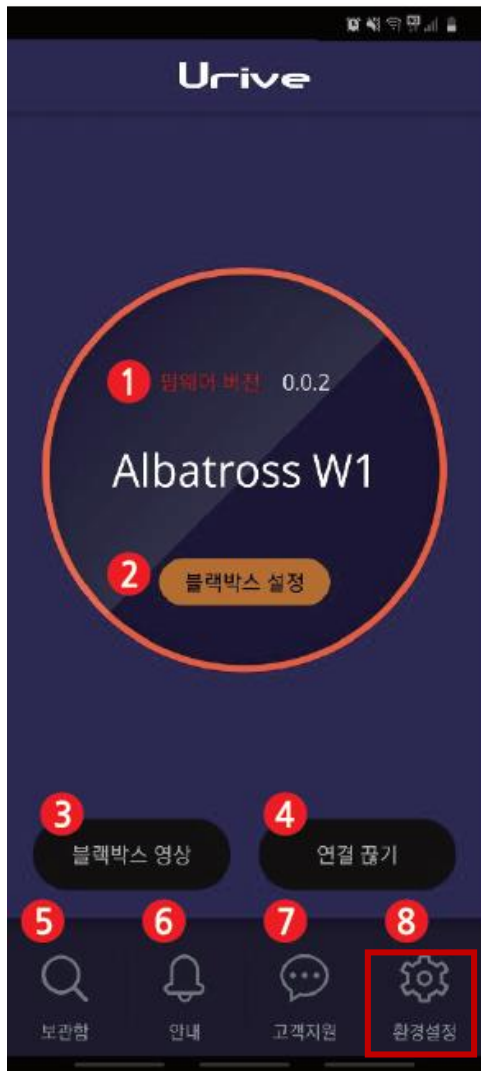 Urive
1 펌웨어 버전 0.0.2
Albatross W1
2 블랙박스 설정
3 4
블랙박스 영상 연결 끊기
5 6 7 8
보관함 안내 고객지원 환경설정